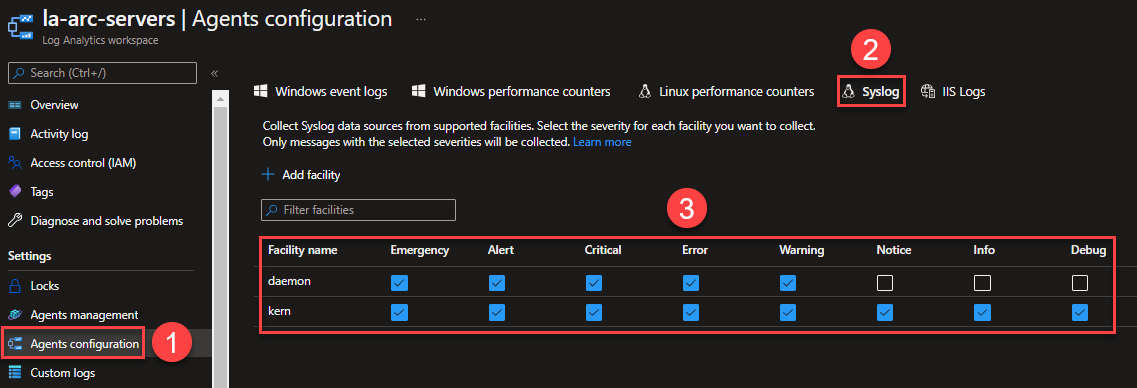 la-arc-servers | Agents configuration ...
Log Analytics workspace
Search (Ctrl+/)
«
Overview
Activity log
Access control (IAM)
Tags
Diagnose and solve problems
Settings
Locks
Agents management
Agents configuration
1
Custom logs
2
Windows event logs
Windows performance counters
Linux performance counters
Syslog
IIS Logs
Collect Syslog data sources from supported facilities. Select the severity for each facility you want to collect.
Only messages with the selected severities will be collected. Learn more
+ Add facility
Filter facilities
3
Facility name Emergency Alert Critical Error Warning Notice Info Debug
daemon
kern